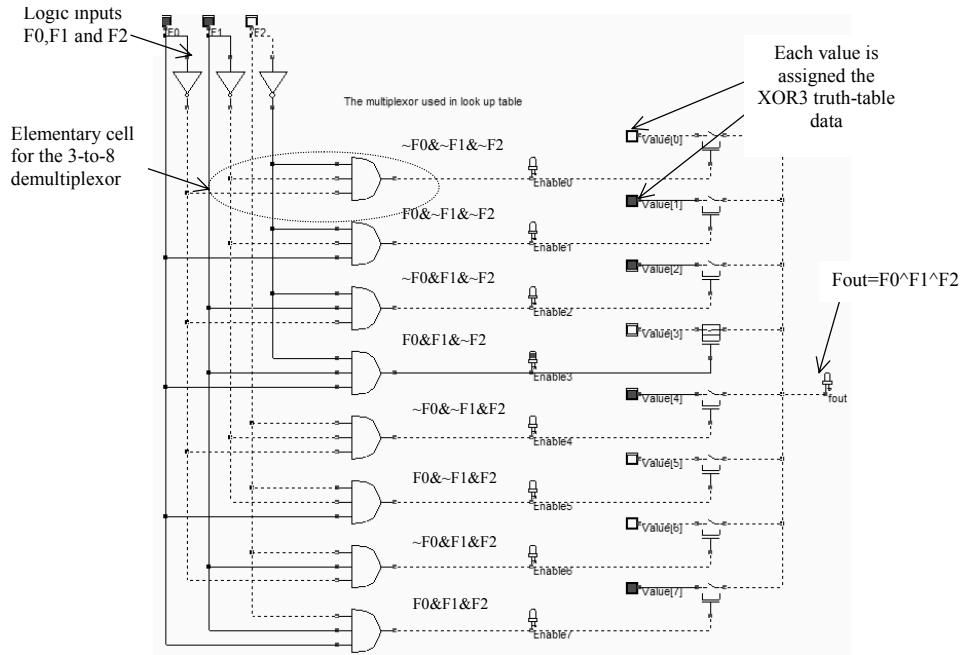 Logic inputs
F0,F1 and F2
F0
F1
F2
Each value is
assigned the
XOR3 truth-table
data
The multiplexor used in look up table
Elementary cell
for the 3-to-8
demultiplexor
~F0&~F1&~F2
Enable0
Value[0]
F0&~F1&~F2
Enable1
Value[1]
~F0&F1&~F2
Enable2
Value[2]
Fout=F0^F1^F2
F0&F1&~F2
Enable3
Value[3]
~F0&~F1&F2
Enable4
Value[4]
fout
F0&~F1&F2
Enable5
Value[5]
~F0&F1&F2
Enable6
Value[6]
F0&F1&F2
Enable7
Value[7]